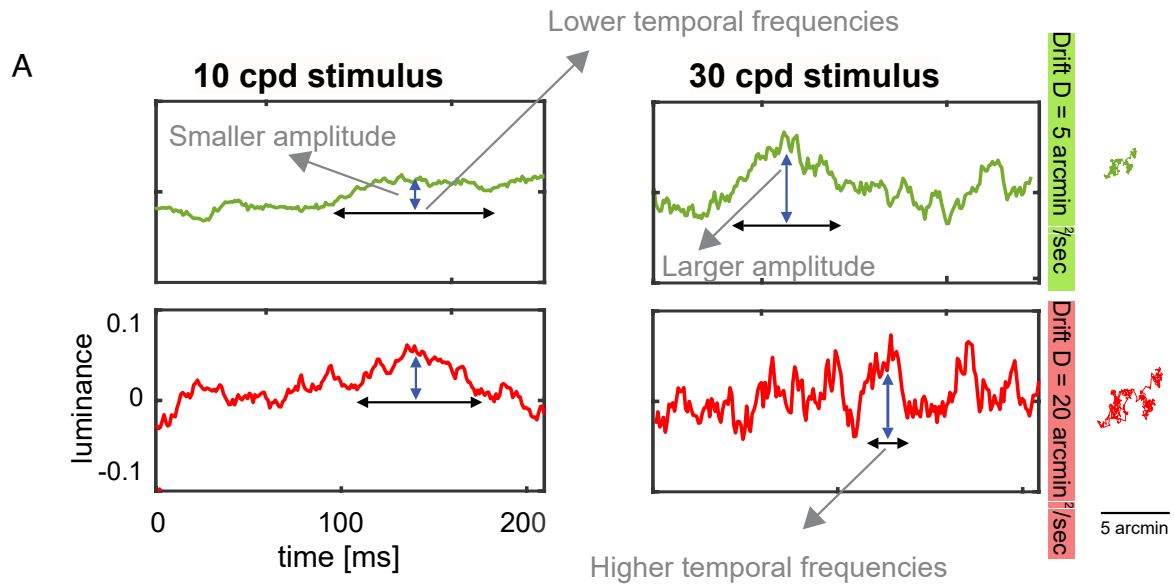 Lower temporal frequencies
A
10 cpd stimulus
30 cpd stimulus
Smaller amplitude
Larger amplitude
Drift D = 5 arcmin²/sec
0.1
0
-0.1
luminance
0
100
200
time [ms]
Drift D = 20 arcmin²/sec
5 arcmin
Higher temporal frequencies